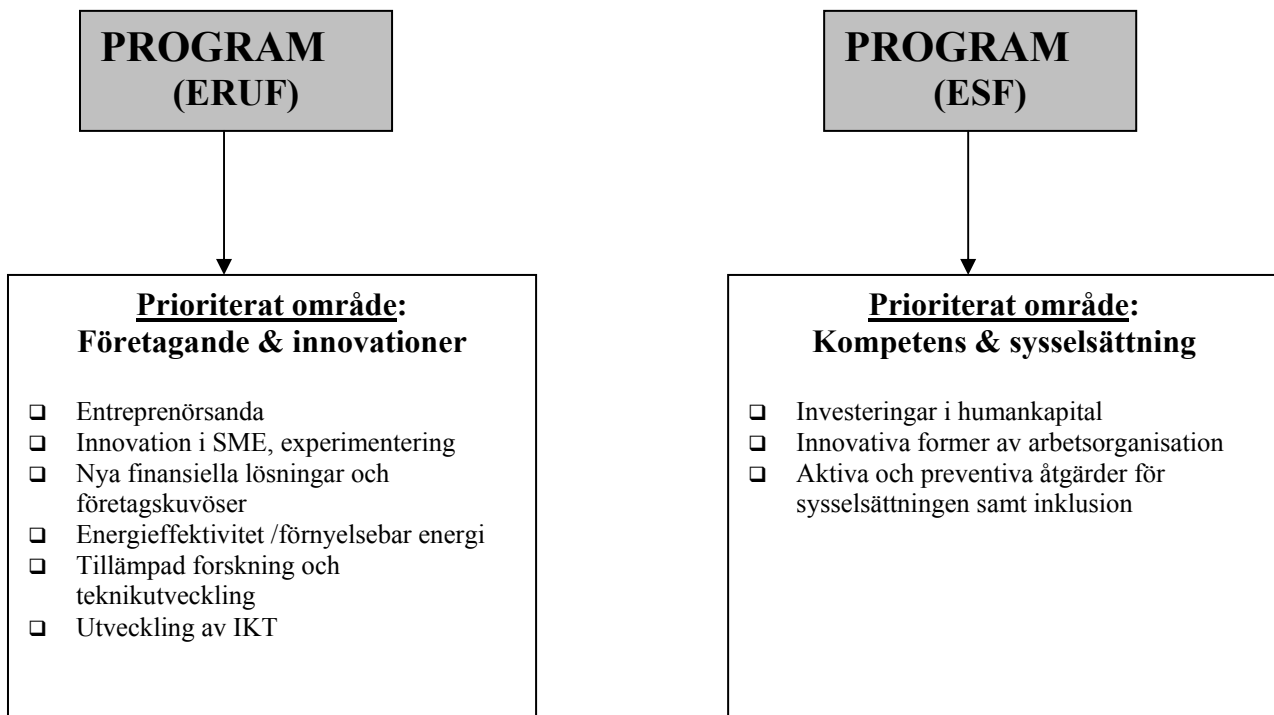 PROGRAM
(ERUF)
Prioriterat område:
Företagande & innovationer
❑ Entreprenörsanda
❑ Innovation i SME, experimentering
❑ Nya finansiella lösningar och
företagskuvöser
❑ Energieffektivitet /förnyelsebar energi
❑ Tillämpad forskning och
teknikutveckling
❑ Utveckling av IKT
PROGRAM
(ESF)
Prioriterat område:
Kompetens & sysselsättning
❑ Investeringar i humankapital
❑ Innovativa former av arbetsorganisation
❑ Aktiva och preventiva åtgärder för
sysselsättningen samt inklusion